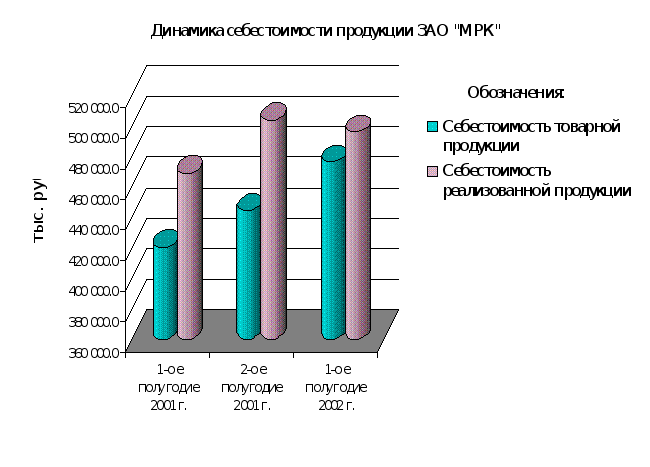 Динамика себестоимости продукции ЗАО "МРК"
Обозначения:
Себестоимость товарной
продукции
Себестоимость
реализованной продукции
тыс. ру
520 000.0
500 000.0
480 000.0
460 000.0
440 000.0
420 000.0
400 000.0
380 000.0
360 000.0
1-ое
полугодие
2001 г.
2-ое
полугодие
2001 г.
1-ое
полугодие
2002 г.